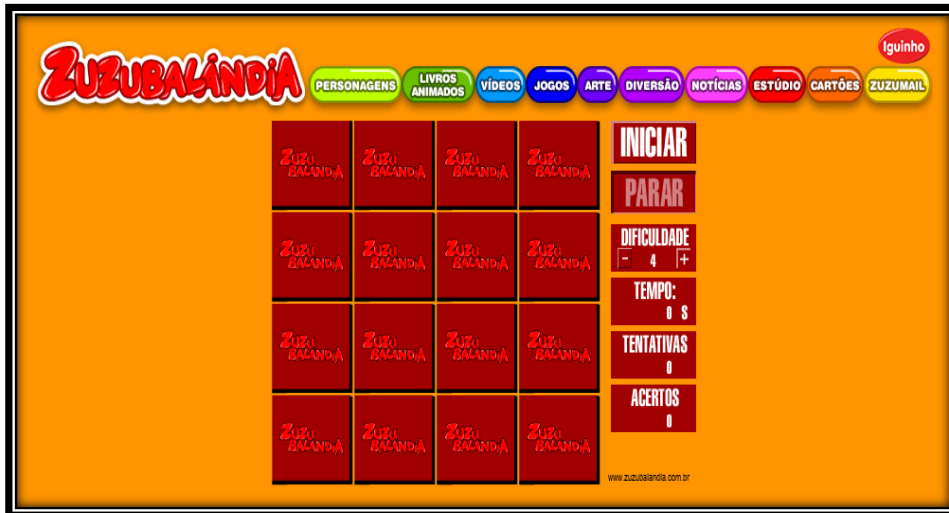 Iguinho
ZUZUBALÂNDIA
PERSONAGENS
LIVROS
ANIMADOS
VÍDEOS
JOGOS
ARTE
DIVERSÃO
NOTÍCIAS
ESTÚDIO
CARTÕES
ZUZUMAIL
ZUZU ZUZU ZUZU ZUZU
BALANDIA BALANDIA BALANDIA BALANDIA
ZUZU ZUZU ZUZU ZUZU
BALANDIA BALANDIA BALANDIA BALANDIA
ZUZU ZUZU ZUZU ZUZU
BALANDIA BALANDIA BALANDIA BALANDIA
ZUZU ZUZU ZUZU ZUZU
BALANDIA BALANDIA BALANDIA BALANDIA
INICIAR
PARAR
DIFICULDADE
- 4 +
TEMPO:
0 S
TENTATIVAS
0
ACERTOS
0
www.zuzubalandia.com.br